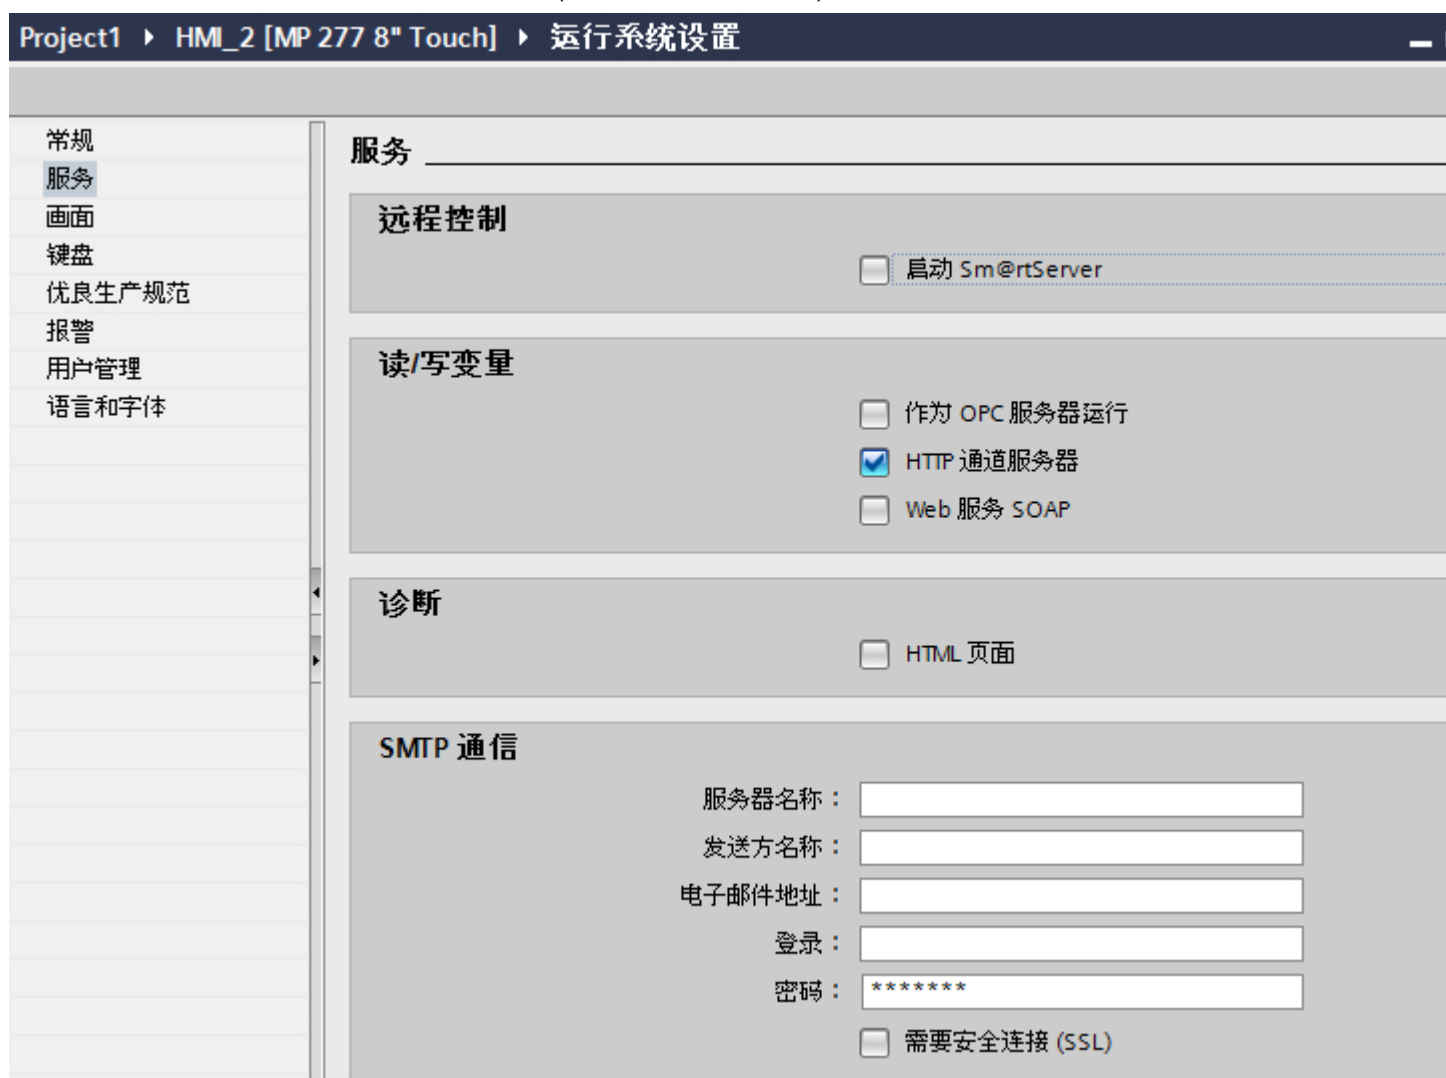 Project1 ▸ HMI_2 [MP 277 8" Touch] ▸ 运行系统设置
常规
服务
画面
键盘
优良生产规范
报警
用户管理
语言和字体
服务
远程控制
启动 Sm@rtServer
读/写变量
作为 OPC 服务器运行
HTTP 通道服务器
Web 服务 SOAP
诊断
HTML 页面
SMTP 通信
服务器名称：
发送方名称：
电子邮件地址：
登录：
密码： *******
需要安全连接 (SSL)